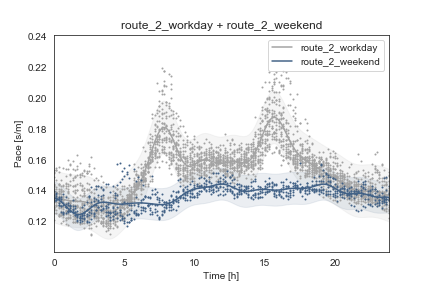 route_2_workday + route_2_weekend
route_2_workday
route_2_weekend
Pace [s/m]
0.24
0.22
0.20
0.18
0.16
0.14
0.12
0 5 10 15 20
Time [h]